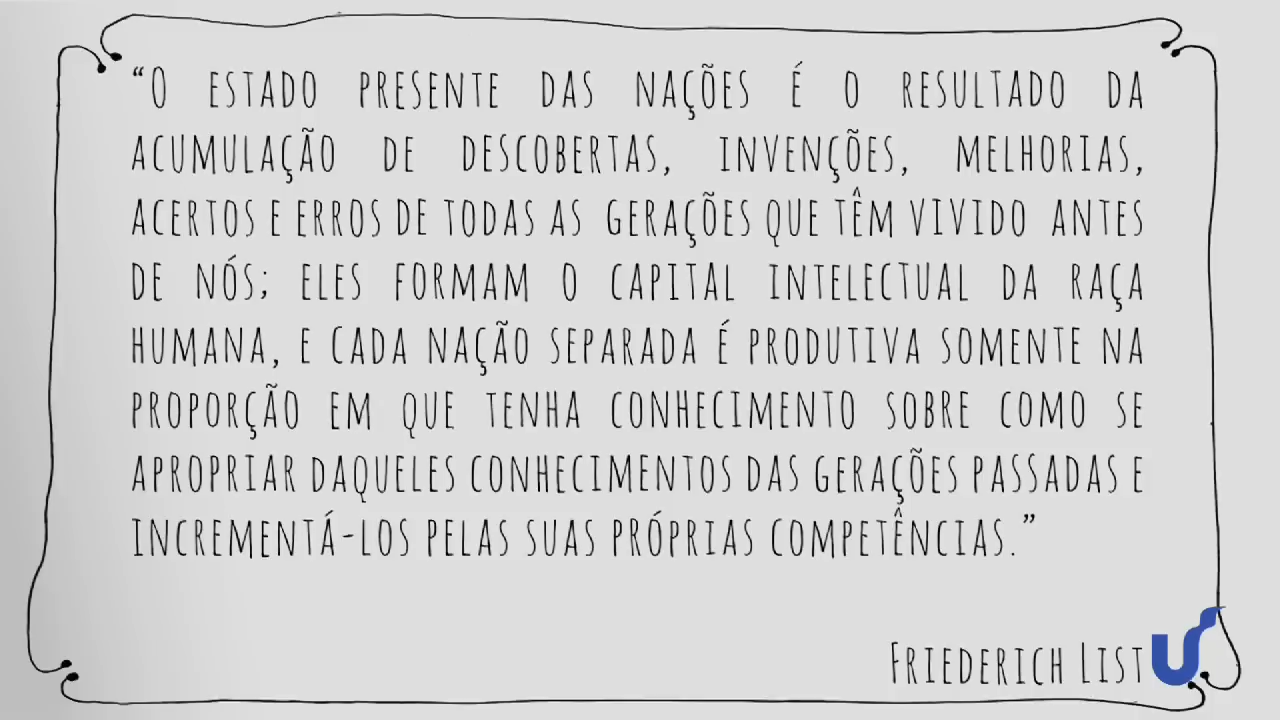 “O ESTADO PRESENTE DAS NAÇÕES É O RESULTADO DA
ACUMULAÇÃO DE DESCOBERTAS, INVENÇÕES, MELHORIAS,
ACERTOS E ERROS DE TODAS AS GERAÇÕES QUE TÊM VIVIDO ANTES
DE NÓS; ELES FORMAM O CAPITAL INTELECTUAL DA RAÇA
HUMANA, E CADA NAÇÃO SEPARADA É PRODUTIVA SOMENTE NA
PROPORÇÃO EM QUE TENHA CONHECIMENTO SOBRE COMO SE
APROPRIAR DAQUELES CONHECIMENTOS DAS GERAÇÕES PASSADAS E
INCREMENTÁ-LOS PELAS SUAS PRÓPRIAS COMPETÊNCIAS.”
FRIEDERICH LIST